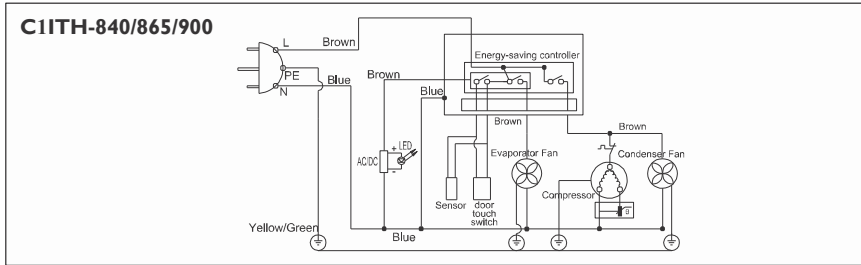 C1ITH-840/865/900
L
Brown
Energy-saving controller
PE
Brown
Blue
Blue
N
Brown
Brown
+
LED
AC/DC
-
Evaporator Fan
Condenser Fan
Compressor
Sensor
door
touch
switch
Yellow/Green
Blue